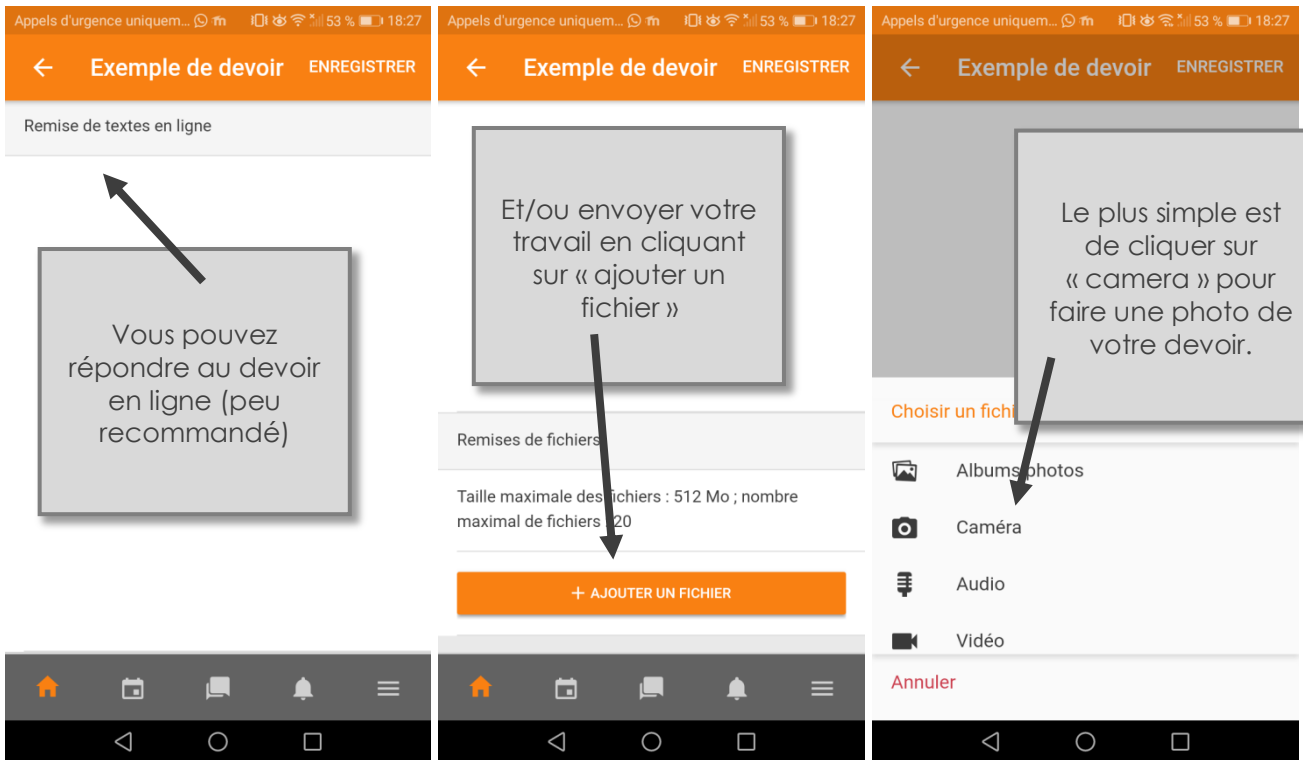 Appels d'urgence uniquem... 53 % 18:27
Exemple de devoir ENREGISTRER
Remise de textes en ligne
Vous pouvez
répondre au devoir
en ligne (peu
recommandé)
Appels d'urgence uniquem... 53 % 18:27
Exemple de devoir ENREGISTRER
Et/ou envoyer votre
travail en cliquant
sur « ajouter un
fichier »
Remises de fichiers
Taille maximale des fichiers : 512 Mo ; nombre
maximal de fichiers : 20
+ AJOUTER UN FICHIER
Appels d'urgence uniquem... 53 % 18:27
Exemple de devoir ENREGISTRER
Le plus simple est
de cliquer sur
« camera » pour
faire une photo de
votre devoir.
Choisir un fichi
Albums photos
Caméra
Audio
Vidéo
Annuler